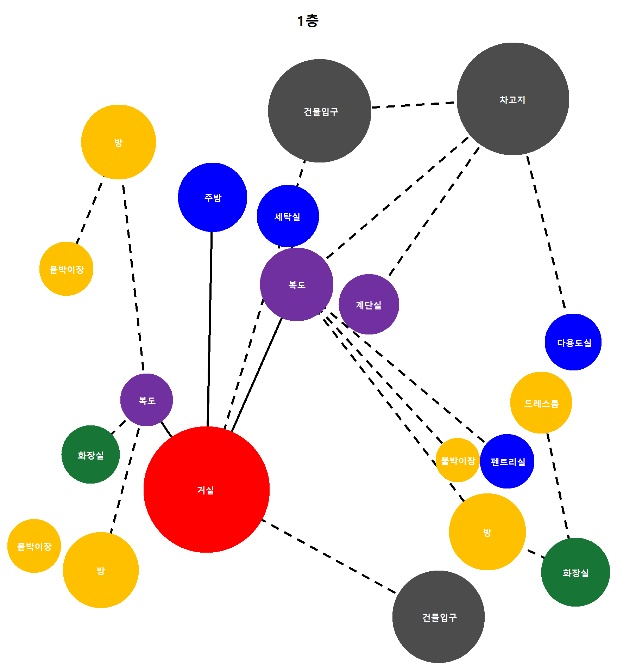 1층
차고지
건물입구
방
주방
세탁실
붙박이장
복도
계단실
다용도실
복도
드레스룸
화장실
붙박이장
팬트리실
거실
방
붙박이장
방
화장실
건물입구